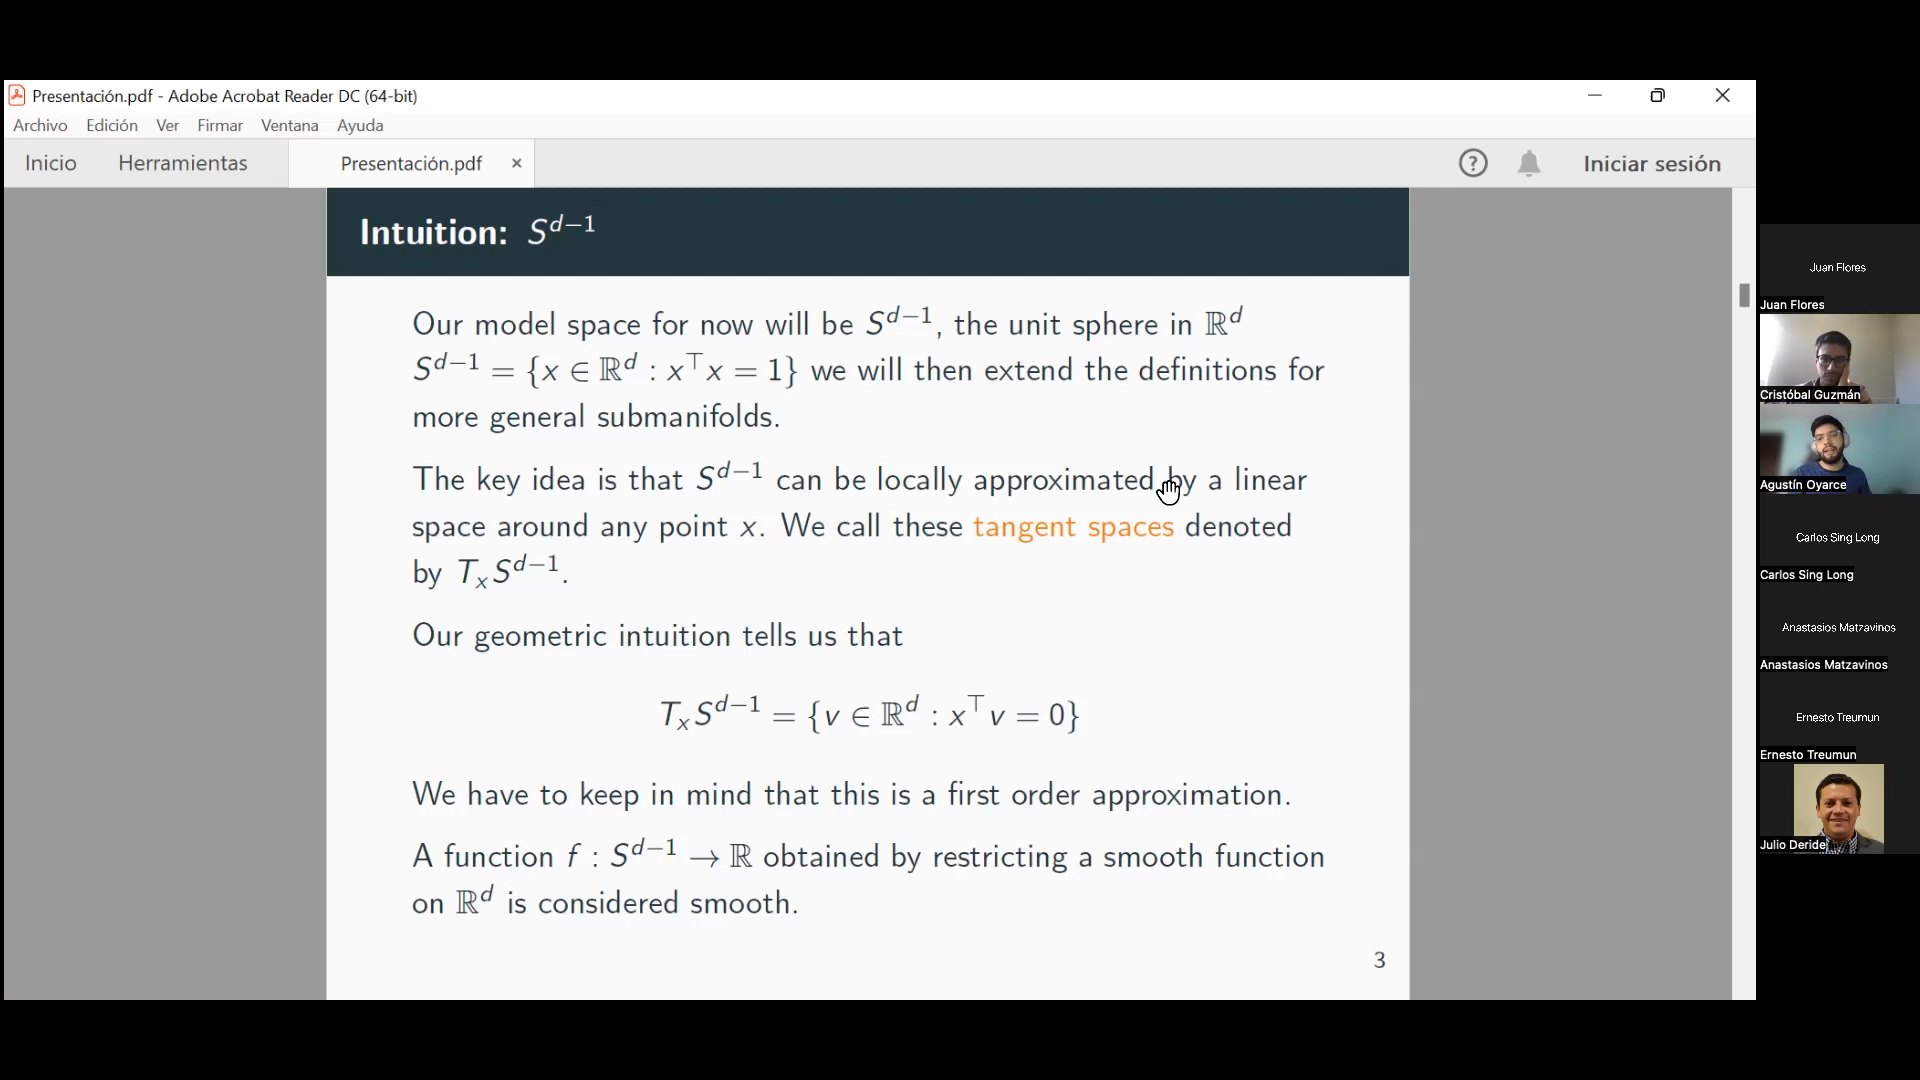 Presentación.pdf - Adobe Acrobat Reader DC (64-bit)
Archivo Edición Ver Firmar Ventana Ayuda
Inicio Herramientas Presentación.pdf × ? Iniciar sesión
Intuition: S^{d−1}
Our model space for now will be S^{d−1}, the unit sphere in ℝ^d
S^{d−1} = {x ∈ ℝ^d : x^⊤x = 1} we will then extend the definitions for
more general submanifolds.
The key idea is that S^{d−1} can be locally approximated by a linear
space around any point x. We call these tangent spaces denoted
by T_xS^{d−1}.
Our geometric intuition tells us that
T_xS^{d−1} = {v ∈ ℝ^d : x^⊤v = 0}
We have to keep in mind that this is a first order approximation.
A function f : S^{d−1} → ℝ obtained by restricting a smooth function
on ℝ^d is considered smooth.
3
Juan Flores
Juan Flores
Cristóbal Guzmán
Agustín Oyarce
Carlos Sing Long
Carlos Sing Long
Anastasios Matzavinos
Anastasios Matzavinos
Ernesto Treumun
Ernesto Treumun
Julio Deride